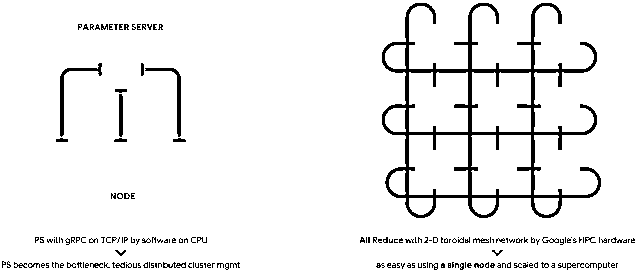 PARAMETER SERVER
NODE
PS with gRPC on TCP/IP by software on CPU
PS becomes the bottleneck, tedious distributed cluster mgmt
All Reduce with 2-D toroidal mesh network by Google's HPC hardware
as easy as using a single node and scaled to a supercomputer